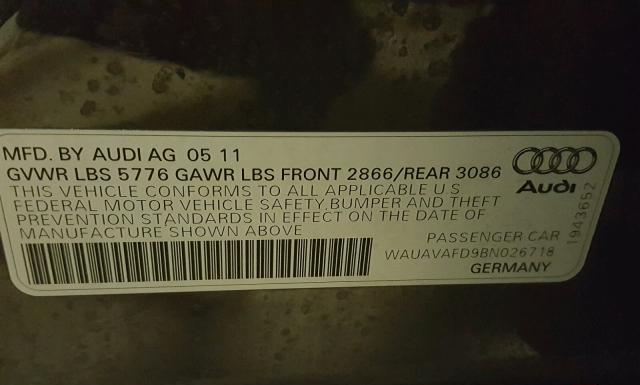 MFD. BY AUDI AG 05 11
GVWR LBS 5776 GAWR LBS FRONT 2866/REAR 3086
THIS VEHICLE CONFORMS TO ALL APPLICABLE U.S
FEDERAL MOTOR VEHICLE SAFETY,BUMPER AND THEFT
PREVENTION STANDARDS IN EFFECT ON THE DATE OF
MANUFACTURE SHOWN ABOVE
PASSENGER CAR
WAUAVAFD9BN026718
GERMANY
Audi
1943652